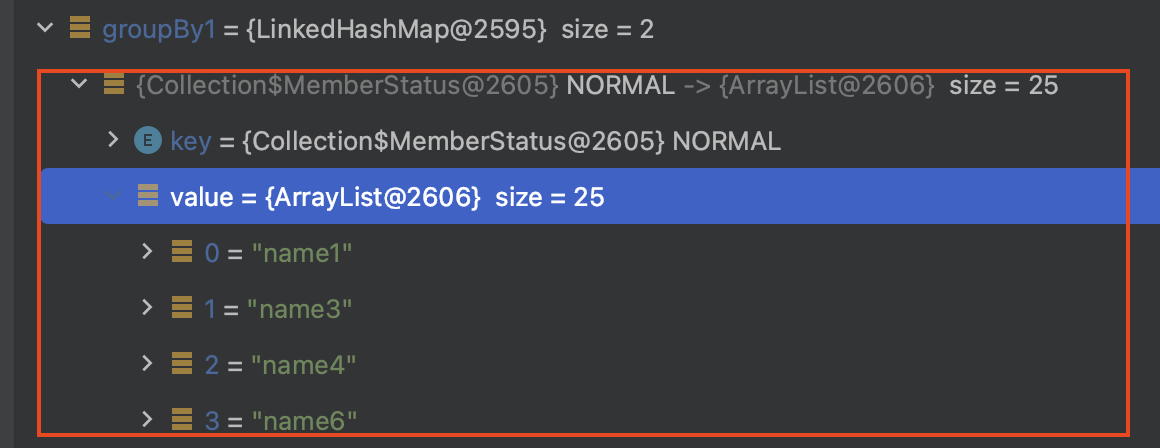 groupBy1 = {LinkedHashMap@2595} size = 2
{Collection$MemberStatus@2605} NORMAL -> {ArrayList@2606} size = 25
E key = {Collection$MemberStatus@2605} NORMAL
value = {ArrayList@2606} size = 25
0 = "name1"
1 = "name3"
2 = "name4"
3 = "name6"